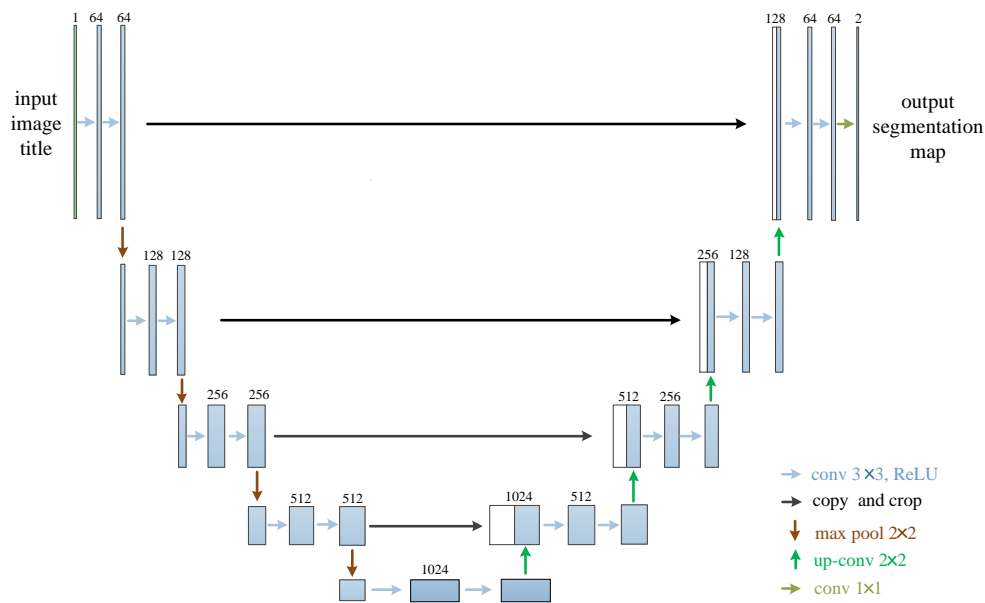 1 64 64
128 64 64 2
input
image
title
output
segmentation
map
128 128
256 128
256 256
512 256
512 512
1024 512
1024
conv 3×3, ReLU
copy and crop
max pool 2×2
up-conv 2×2
conv 1×1